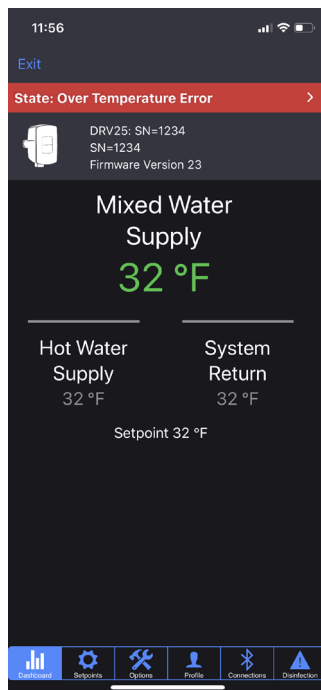 11:56
Exit
State: Over Temperature Error
DRV25: SN=1234
SN=1234
Firmware Version 23
Mixed Water
Supply
32 °F
Hot Water
Supply
32 °F
System
Return
32 °F
Setpoint 32 °F
Dashboard Setpoints Options Profile Connections Disinfection